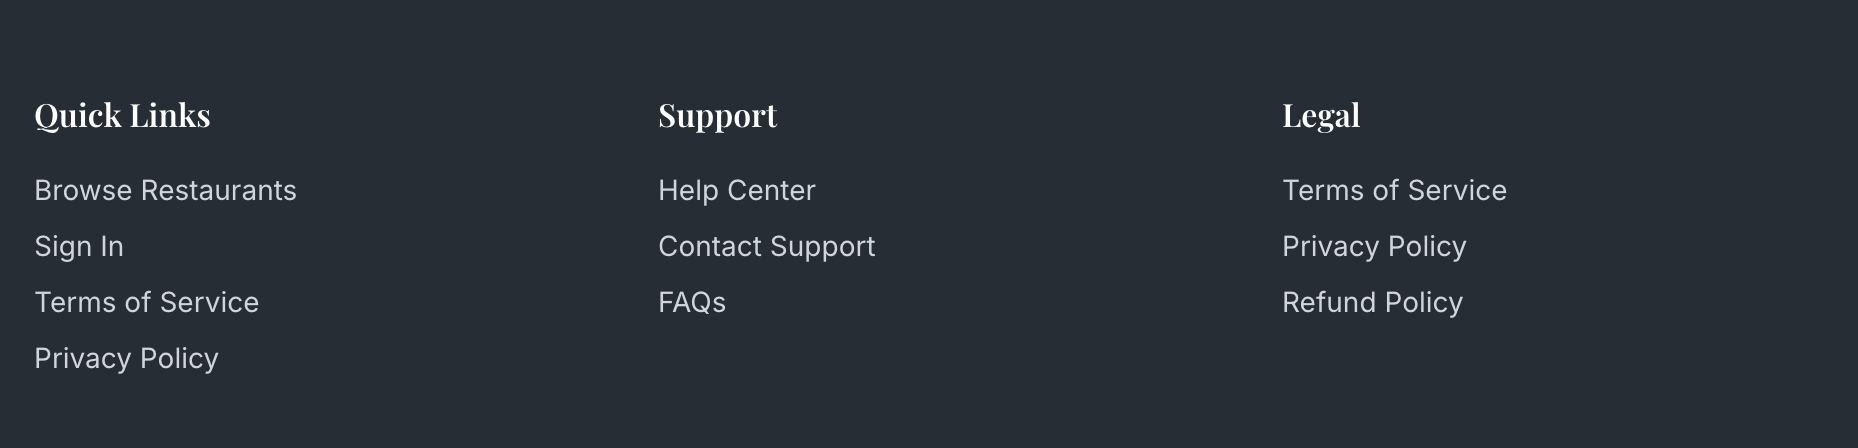 Quick Links
Browse Restaurants
Sign In
Terms of Service
Privacy Policy
Support
Help Center
Contact Support
FAQs
Legal
Terms of Service
Privacy Policy
Refund Policy